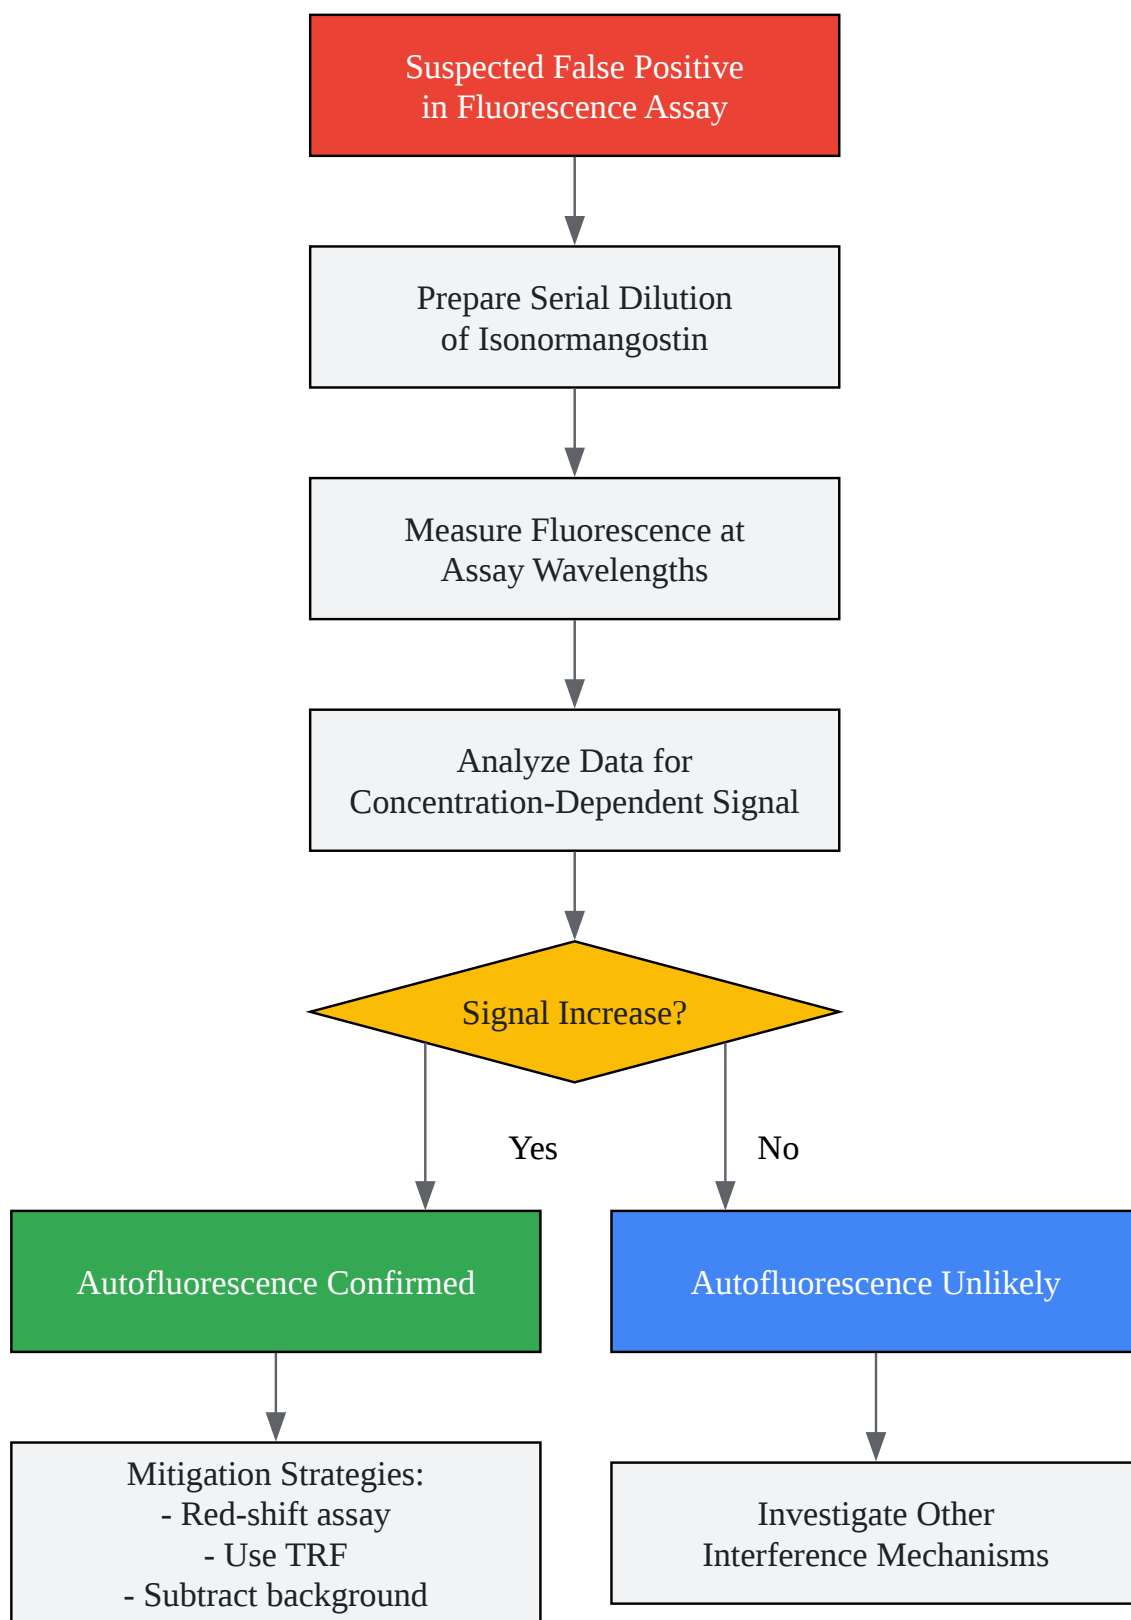 Suspected False Positive
in Fluorescence Assay
Prepare Serial Dilution
of Isonormangostin
Measure Fluorescence at
Assay Wavelengths
Analyze Data for
Concentration-Dependent Signal
Signal Increase?
Yes
No
Autofluorescence Confirmed
Autofluorescence Unlikely
Mitigation Strategies:
- Red-shift assay
- Use TRF
- Subtract background
Investigate Other
Interference Mechanisms